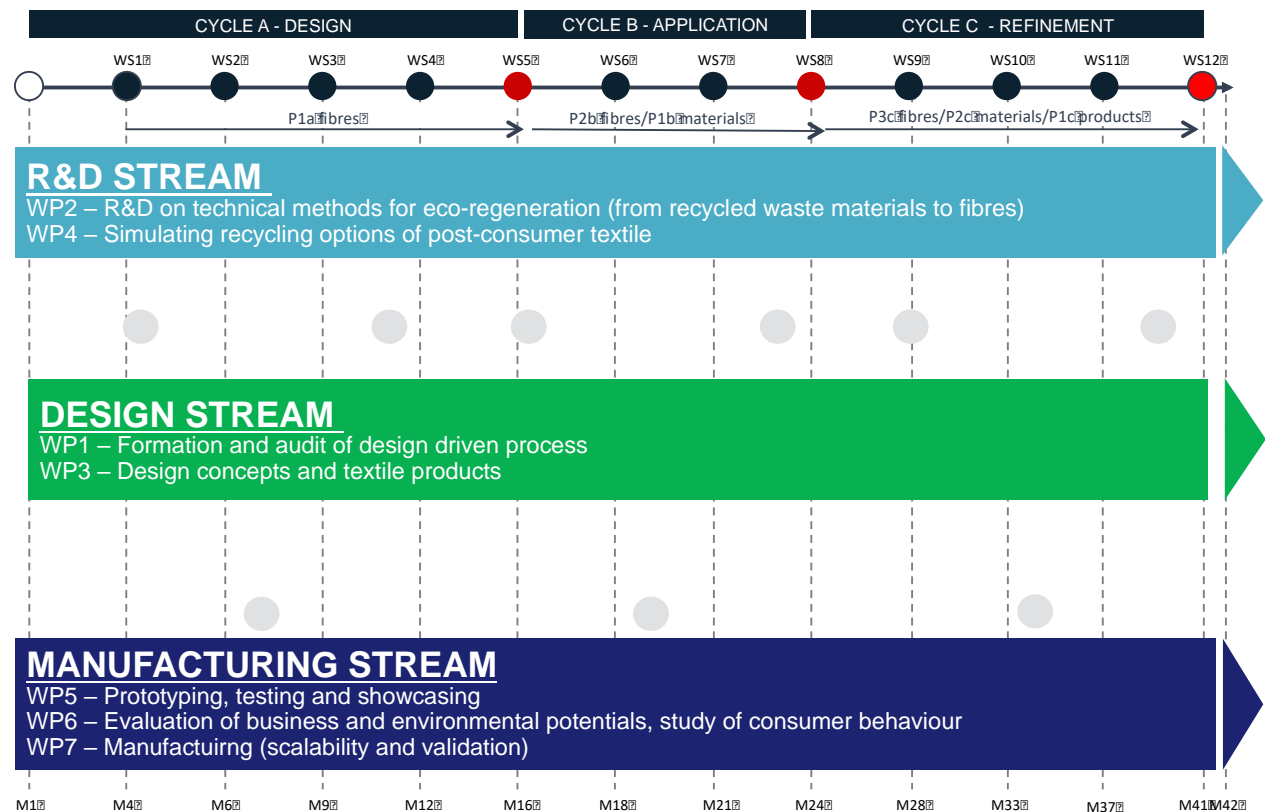 CYCLE A - DESIGN CYCLE B - APPLICATION CYCLE C - REFINEMENT
WS1 WS2 WS3 WS4 WS5 WS6 WS7 WS8 WS9 WS10 WS11 WS12
P1a fibres P2b fibres/P1b materials P3c fibres/P2c materials/P1c products
R&D STREAM
WP2 – R&D on technical methods for eco-regeneration (from recycled waste materials to fibres)
WP4 – Simulating recycling options of post-consumer textile
DESIGN STREAM
WP1 – Formation and audit of design driven process
WP3 – Design concepts and textile products
MANUFACTURING STREAM
WP5 – Prototyping, testing and showcasing
WP6 – Evaluation of business and environmental potentials, study of consumer behaviour
WP7 – Manufactuirng (scalability and validation)
M1 M4 M6 M9 M12 M16 M18 M21 M24 M28 M33 M37 M41 M42